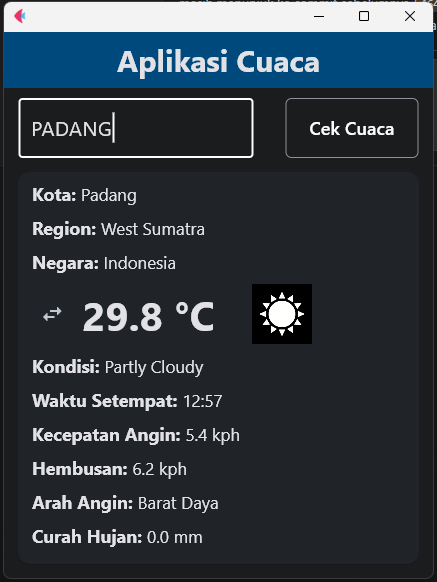 Aplikasi Cuaca
PADANG
Cek Cuaca
Kota: Padang
Region: West Sumatra
Negara: Indonesia
29.8 °C
Kondisi: Partly Cloudy
Waktu Setempat: 12:57
Kecepatan Angin: 5.4 kph
Hembusan: 6.2 kph
Arah Angin: Barat Daya
Curah Hujan: 0.0 mm